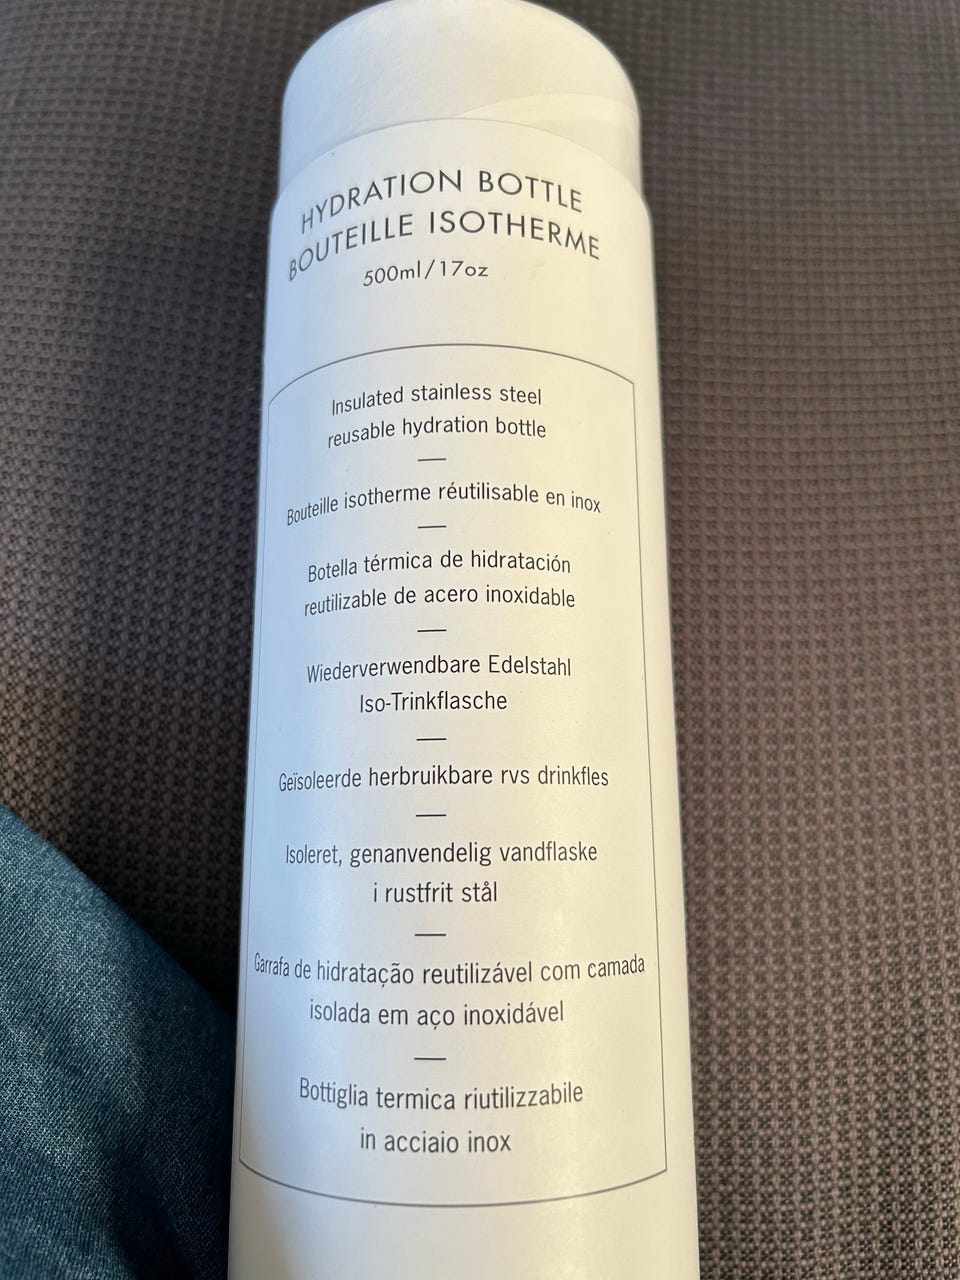 HYDRATION BOTTLE
BOUTEILLE ISOTHERME
500ml/17oz
Insulated stainless steel
reusable hydration bottle
—
Bouteille isotherme réutilisable en inox
—
Botella térmica de hidratación
reutilizable de acero inoxidable
—
Wiederverwendbare Edelstahl
Iso-Trinkflasche
—
Geïsoleerde herbruikbare rvs drinkfles
—
Isoleret, genanvendelig vandflaske
i rustfrit stål
—
Garrafa de hidratação reutilizável com camada
isolada em aço inoxidável
—
Bottiglia termica riutilizzabile
in acciaio inox